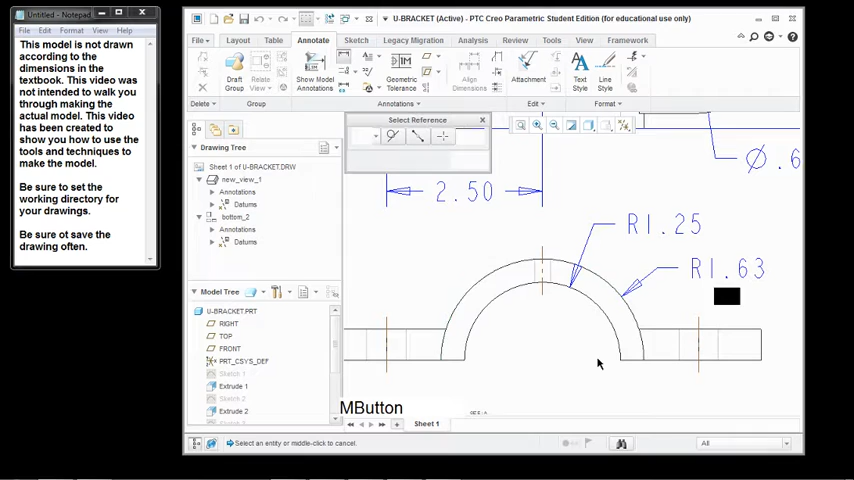 Untitled - Notepad
File Edit Format View Help
This model is not drawn
according to the
dimensions in the
textbook. This video was
not intended to walk you
through making the
actual model. This video
has been created to
show you how to use the
tools and techniques to
make the model.
Be sure to set the
working directory for
your drawings.
Be sure ot save the
drawing often.
U-BRACKET (Active) - PTC Creo Parametric Student Edition (for educational use only)
File Layout Table Annotate Sketch Legacy Migration Analysis Review Tools View Framework
Draft Group
Related View
Show Model Annotations
Geometric Tolerance
Align Dimensions
Attachment
Text Style
Line Style
Delete Group Annotations Edit Format
Select Reference
Drawing Tree
Sheet 1 of U-BRACKET.DRW
new_view_1
Annotations
Datums
bottom_2
Annotations
Datums
Model Tree
U-BRACKET.PRT
RIGHT
TOP
FRONT
PRT_CSYS_DEF
Sketch 1
Extrude 1
Sketch 2
Extrude 2
Ø.6
2.50
R1.25
R1.63
MButton
Sheet 1
Select an entity or middle-click to cancel.
All